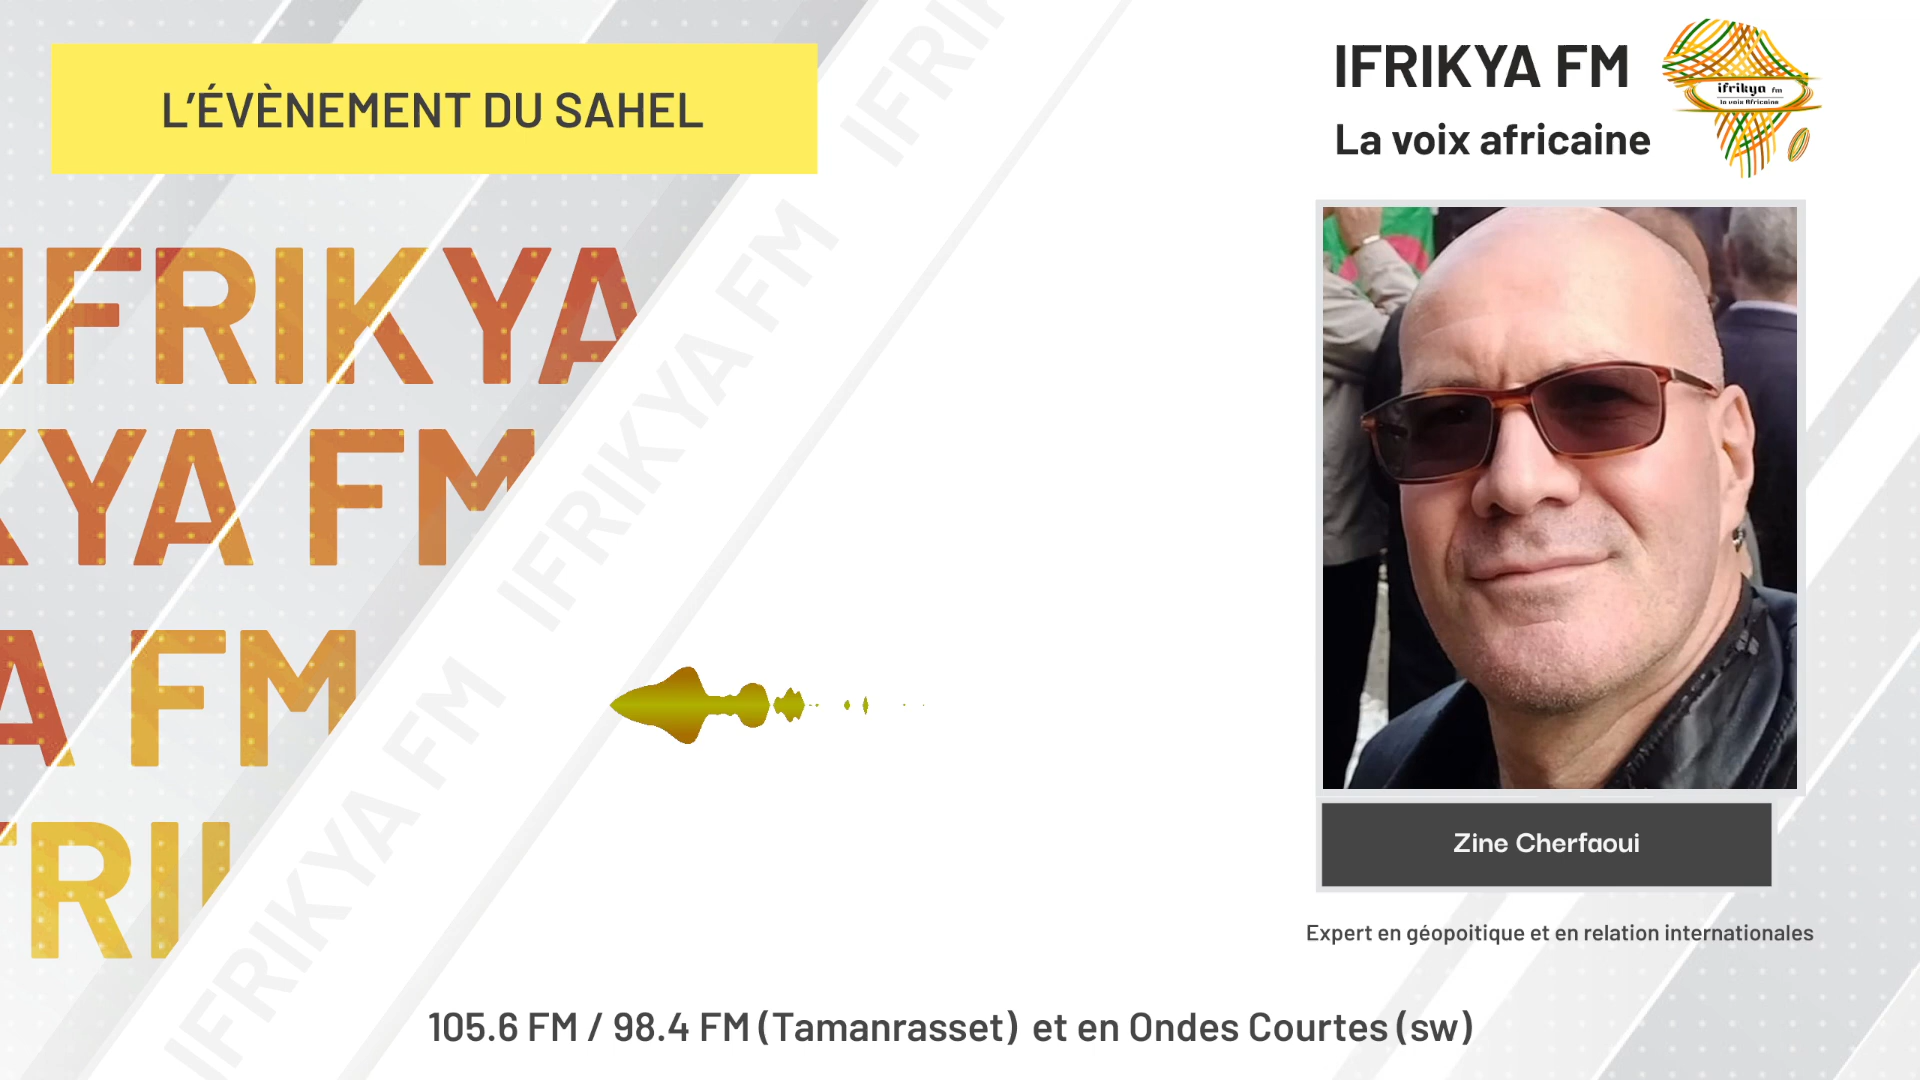 L'ÉVÈNEMENT DU SAHEL
IFRIKYA FM
La voix africaine
ifrikya fm
la voix Africaine
IFRIKYA
KYA FM
A FM
FRII
IFRI
IFRIKYA FM
IFRIKYA FM
Zine Cherfaoui
Expert en géopoitique et en relation internationales
105.6 FM / 98.4 FM (Tamanrasset) et en Ondes Courtes (sw)